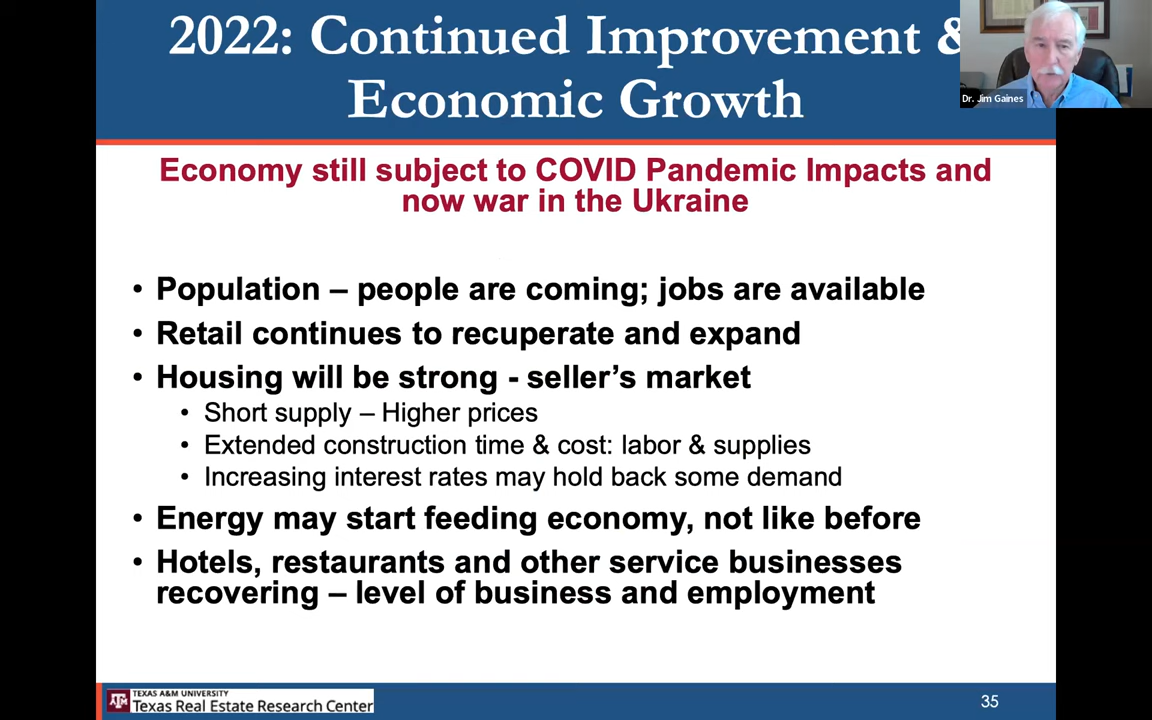 2022: Continued Improvement &
Economic Growth
Dr. Jim Gaines
Economy still subject to COVID Pandemic Impacts and
now war in the Ukraine
• Population – people are coming; jobs are available
• Retail continues to recuperate and expand
• Housing will be strong - seller's market
• Short supply – Higher prices
• Extended construction time & cost: labor & supplies
• Increasing interest rates may hold back some demand
• Energy may start feeding economy, not like before
• Hotels, restaurants and other service businesses
recovering – level of business and employment
ATM
TEXAS A&M UNIVERSITY
Texas Real Estate Research Center
35